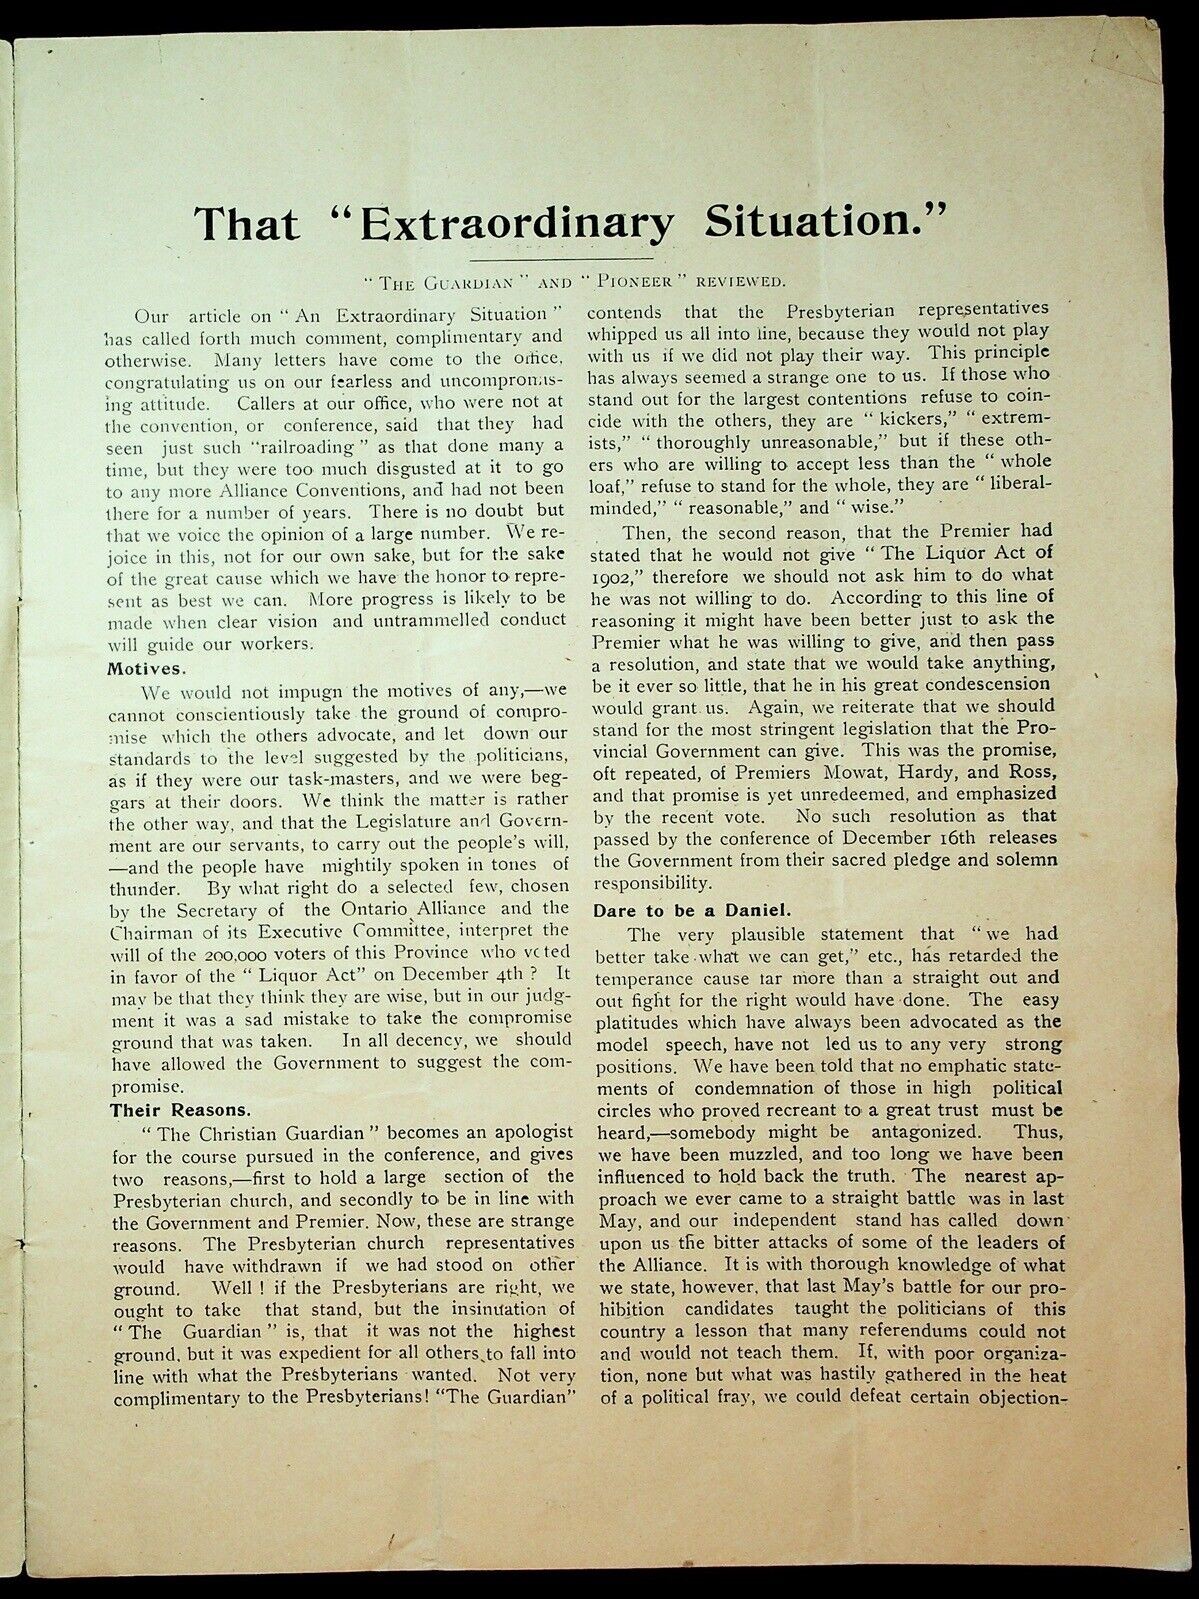 That "Extraordinary Situation."
"The Guardian" and "Pioneer" reviewed.
Our article on "An Extraordinary Situation"
has called forth much comment, complimentary and
otherwise. Many letters have come to the office,
congratulating us on our fearless and uncompromis-
ing attitude. Callers at our office, who were not at
the convention, or conference, said that they had
seen just such "railroading" as that done many a
time, but they were too much disgusted at it to go
to any more Alliance Conventions, and had not been
there for a number of years. There is no doubt but
that we voice the opinion of a large number. We re-
joice in this, not for our own sake, but for the sake
of the great cause which we have the honor to repre-
sent as best we can. More progress is likely to be
made when clear vision and untrammelled conduct
will guide our workers.
Motives.
We would not impugn the motives of any,—we
cannot conscientiously take the ground of compro-
mise which the others advocate, and let down our
standards to the level suggested by the politicians,
as if they were our task-masters, and we were beg-
gars at their doors. We think the matter is rather
the other way, and that the Legislature and Govern-
ment are our servants, to carry out the people's will,
—and the people have mightily spoken in tones of
thunder. By what right do a selected few, chosen
by the Secretary of the Ontario Alliance and the
Chairman of its Executive Committee, interpret the
will of the 200,000 voters of this Province who voted
in favor of the "Liquor Act" on December 4th? It
may be that they think they are wise, but in our judg-
ment it was a sad mistake to take the compromise
ground that was taken. In all decency, we should
have allowed the Government to suggest the com-
promise.
Their Reasons.
"The Christian Guardian" becomes an apologist
for the course pursued in the conference, and gives
two reasons,—first to hold a large section of the
Presbyterian church, and secondly to be in line with
the Government and Premier. Now, these are strange
reasons. The Presbyterian church representatives
would have withdrawn if we had stood on other
ground. Well! if the Presbyterians are right, we
ought to take that stand, but the insinuation of
"The Guardian" is, that it was not the highest
ground, but it was expedient for all others to fall into
line with what the Presbyterians wanted. Not very
complimentary to the Presbyterians! "The Guardian"
contends that the Presbyterian representatives
whipped us all into line, because they would not play
with us if we did not play their way. This principle
has always seemed a strange one to us. If those who
stand out for the largest contentions refuse to coin-
cide with the others, they are "kickers," "extrem-
ists," "thoroughly unreasonable," but if these oth-
ers who are willing to accept less than the "whole
loaf," refuse to stand for the whole, they are "liberal-
minded," "reasonable," and "wise."
Then, the second reason, that the Premier had
stated that he would not give "The Liquor Act of
1902," therefore we should not ask him to do what
he was not willing to do. According to this line of
reasoning it might have been better just to ask the
Premier what he was willing to give, and then pass
a resolution, and state that we would take anything,
be it ever so little, that he in his great condescension
would grant us. Again, we reiterate that we should
stand for the most stringent legislation that the Pro-
vincial Government can give. This was the promise,
oft repeated, of Premiers Mowat, Hardy, and Ross,
and that promise is yet unredeemed, and emphasized
by the recent vote. No such resolution as that
passed by the conference of December 16th releases
the Government from their sacred pledge and solemn
responsibility.
Dare to be a Daniel.
The very plausible statement that "we had
better take what we can get," etc., has retarded the
temperance cause far more than a straight out and
out fight for the right would have done. The easy
platitudes which have always been advocated as the
model speech, have not led us to any very strong
positions. We have been told that no emphatic state-
ments of condemnation of those in high political
circles who proved recreant to a great trust must be
heard,—somebody might be antagonized. Thus,
we have been muzzled, and too long we have been
influenced to hold back the truth. The nearest ap-
proach we ever came to a straight battle was in last
May, and our independent stand has called down
upon us the bitter attacks of some of the leaders of
the Alliance. It is with thorough knowledge of what
we state, however, that last May's battle for our pro-
hibition candidates taught the politicians of this
country a lesson that many referendums could not
and would not teach them. If, with poor organiza-
tion, none but what was hastily gathered in the heat
of a political fray, we could defeat certain objection-